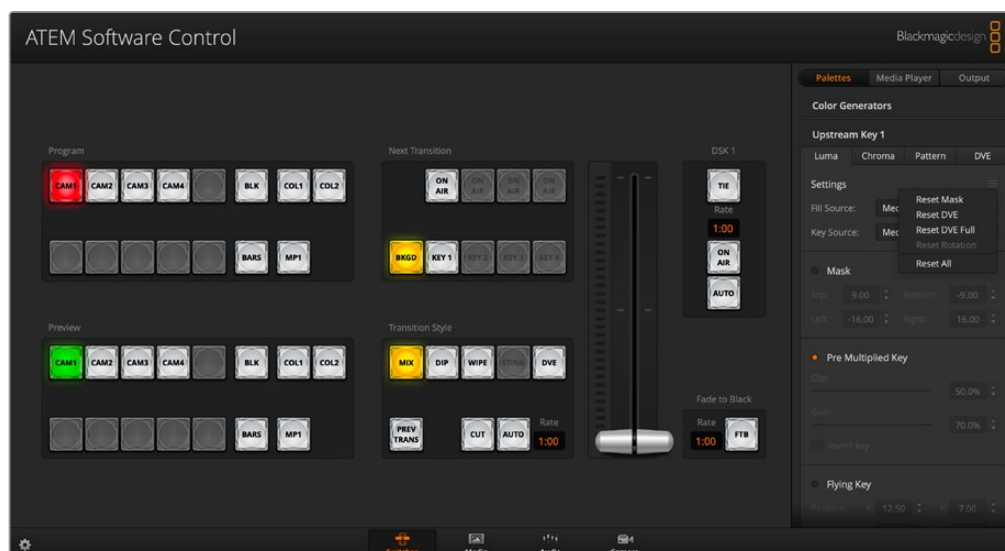 ATEM Software Control
Blackmagicdesign
Palettes Media Player Output
Color Generators
Upstream Key 1
Luma Chroma Pattern DVE
Settings
Fill Source: Med
Key Source: Med
Reset Mask
Reset DVE
Reset DVE Full
Reset Rotation
Reset All
Mask
Top: 9.00 Bottom: -9.00
Left: -16.00 Right: 16.00
Pre Multiplied Key
Clip:
50.0%
Gain:
70.0%
Invert key
Flying Key
Position: X: 12.50 Y: 7.00
Program
CAM1 CAM2 CAM3 CAM4 BLK COL1 COL2
BARS MP1
Next Transition
ON AIR ON AIR ON AIR ON AIR
BKGD KEY 1 KEY 2 KEY 3 KEY 4
DSK 1
TIE
Rate
1:00
ON AIR
AUTO
Preview
CAM1 CAM2 CAM3 CAM4 BLK COL1 COL2
BARS MP1
Transition Style
MIX DIP WIPE STING DVE
PREV TRANS CUT AUTO Rate 1:00
Fade to Black
Rate
1:00 FTB
Switcher Media Audio Camera